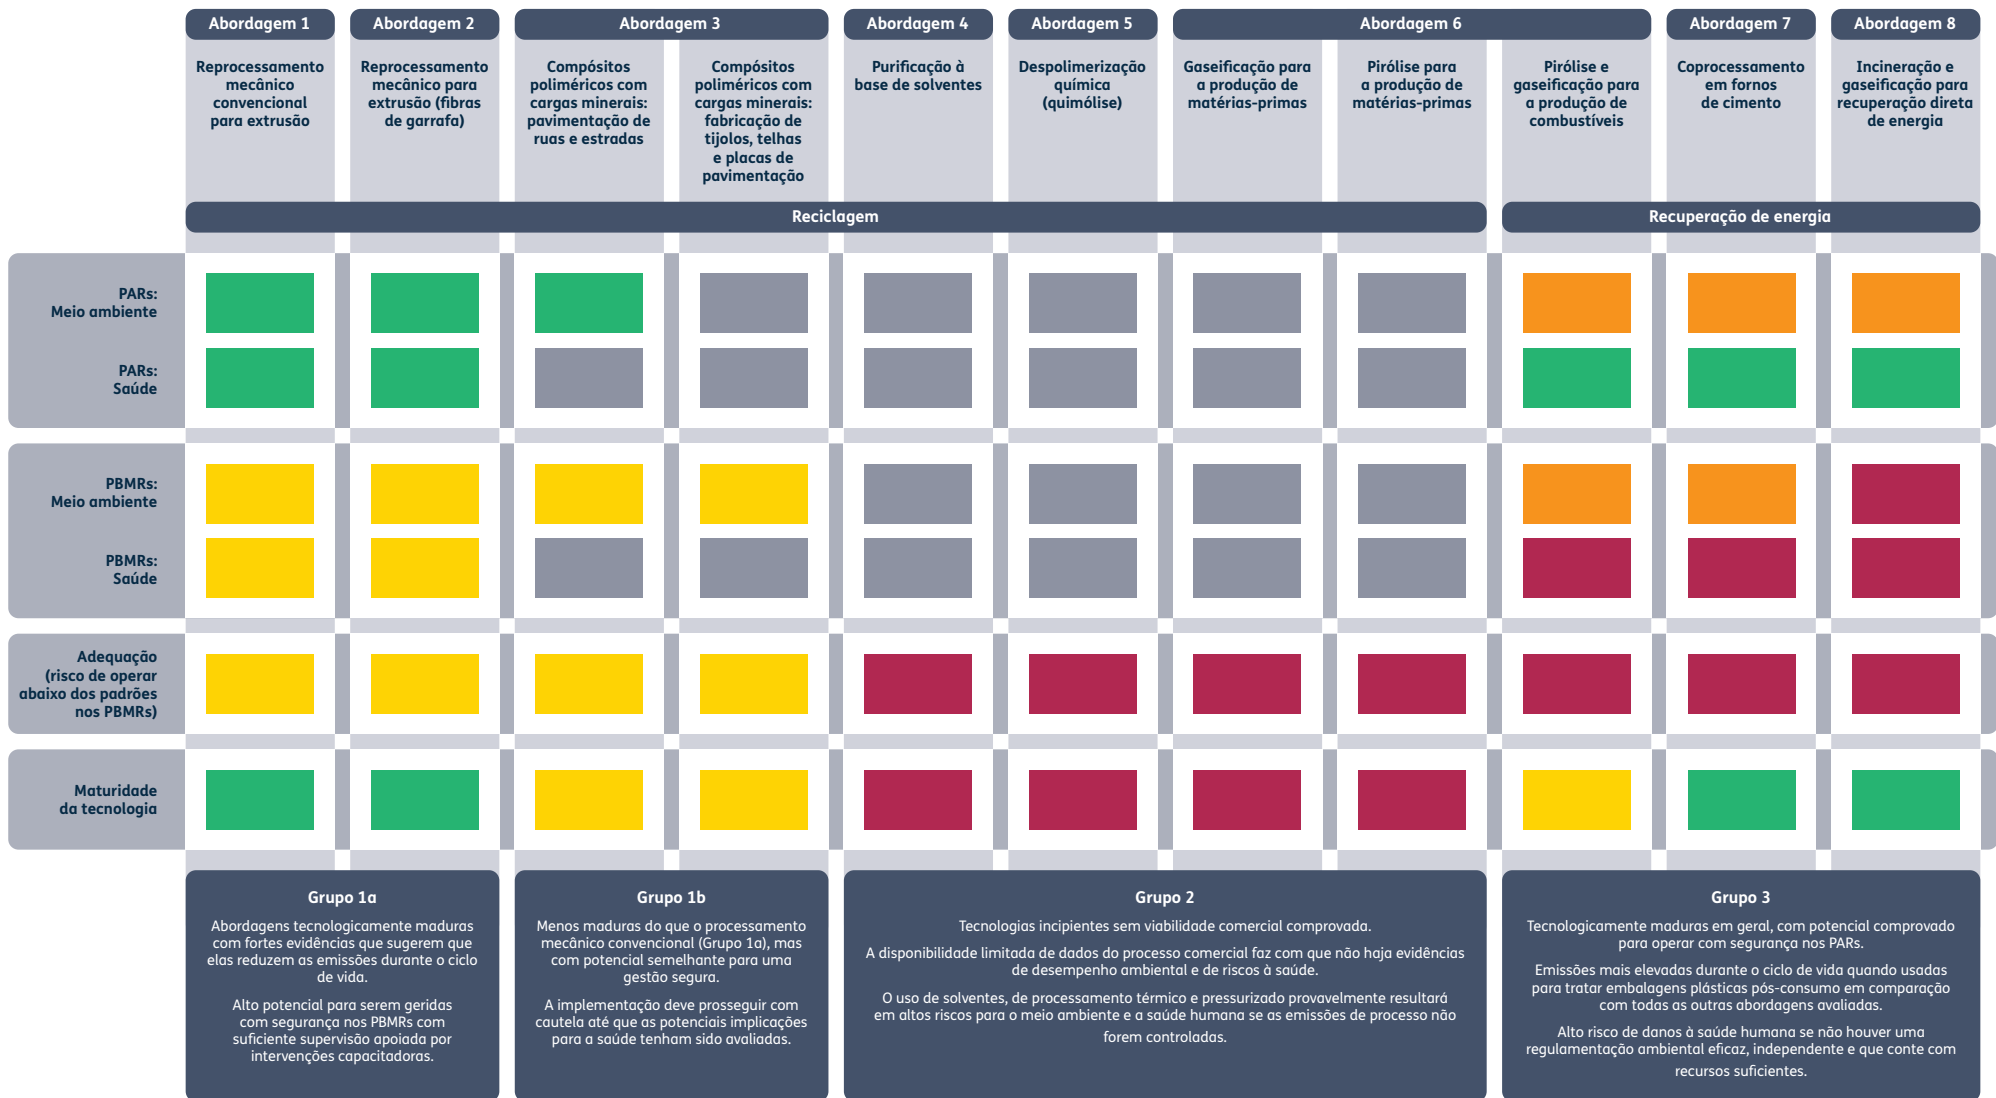 Abordagem 1
Abordagem 2
Abordagem 3
Abordagem 4
Abordagem 5
Abordagem 6
Abordagem 7
Abordagem 8
Reprocessamento
mecânico
convencional
para extrusão
Reprocessamento
mecânico para
extrusão (fibras
de garrafa)
Compósitos
poliméricos com
cargas minerais:
pavimentação de
ruas e estradas
Compósitos
poliméricos com
cargas minerais:
fabricação de
tijolos, telhas
e placas de
pavimentação
Purificação à
base de solventes
Despolimerização
química
(quimólise)
Gaseificação para
a produção de
matérias-primas
Pirólise para
a produção de
matérias-primas
Pirólise e
gaseificação para
a produção de
combustíveis
Coprocessamento
em fornos
de cimento
Incineração e
gaseificação para
recuperação direta
de energia
Reciclagem
Recuperação de energia
PARs:
Meio ambiente
PARs:
Saúde
PBMRs:
Meio ambiente
PBMRs:
Saúde
Adequação
(risco de operar
abaixo dos padrões
nos PBMRs)
Maturidade
da tecnologia
Grupo 1a
Abordagens tecnologicamente maduras
com fortes evidências que sugerem que
elas reduzem as emissões durante o ciclo
de vida.
Alto potencial para serem geridas
com segurança nos PBMRs com
suficiente supervisão apoiada por
intervenções capacitadoras.
Grupo 1b
Menos maduras do que o processamento
mecânico convencional (Grupo 1a), mas
com potencial semelhante para uma
gestão segura.
A implementação deve prosseguir com
cautela até que as potenciais implicações
para a saúde tenham sido avaliadas.
Grupo 2
Tecnologias incipientes sem viabilidade comercial comprovada.
A disponibilidade limitada de dados do processo comercial faz com que não haja evidências
de desempenho ambiental e de riscos à saúde.
O uso de solventes, de processamento térmico e pressurizado provavelmente resultará
em altos riscos para o meio ambiente e a saúde humana se as emissões de processo não
forem controladas.
Grupo 3
Tecnologicamente maduras em geral, com potencial comprovado
para operar com segurança nos PARs.
Emissões mais elevadas durante o ciclo de vida quando usadas
para tratar embalagens plásticas pós-consumo em comparação
com todas as outras abordagens avaliadas.
Alto risco de danos à saúde humana se não houver uma
regulamentação ambiental eficaz, independente e que conte com
recursos suficientes.